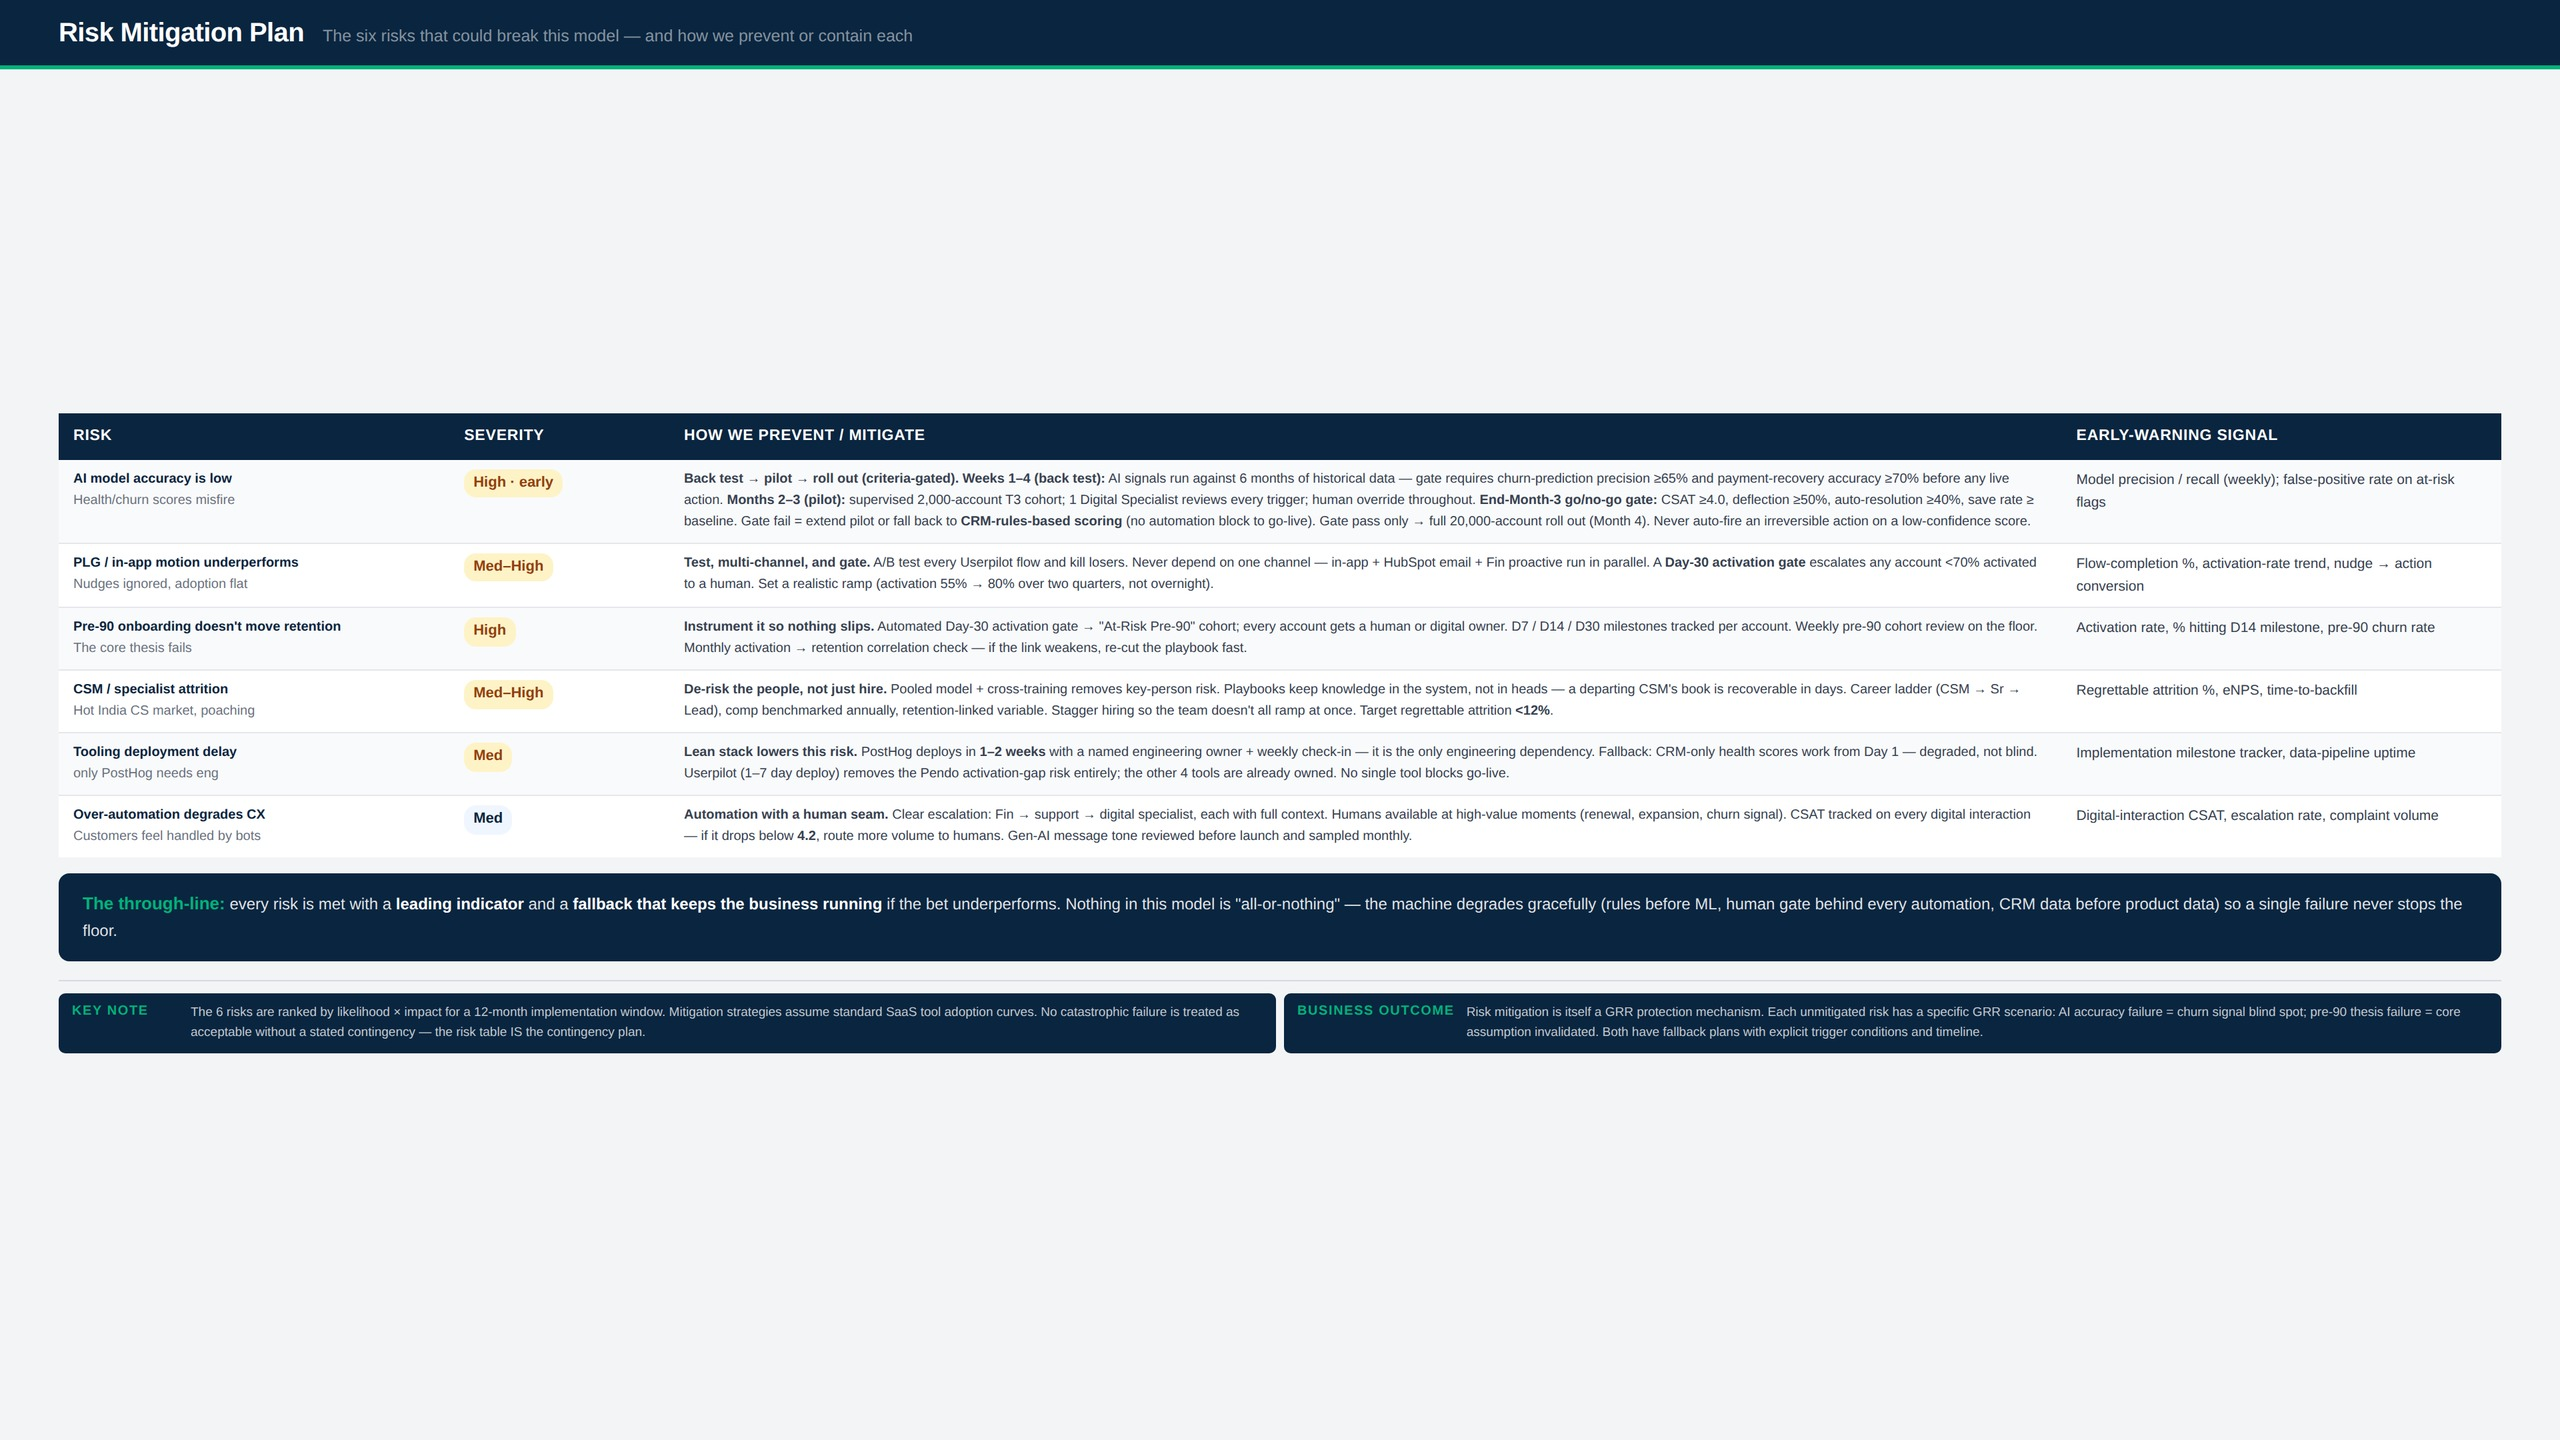 Risk Mitigation Plan The six risks that could break this model — and how we prevent or contain each
RISK SEVERITY HOW WE PREVENT / MITIGATE EARLY-WARNING SIGNAL
AI model accuracy is low
Health/churn scores misfire
High · early
Back test → pilot → roll out (criteria-gated). Weeks 1–4 (back test): AI signals run against 6 months of historical data — gate requires churn-prediction precision ≥65% and payment-recovery accuracy ≥70% before any live
action. Months 2–3 (pilot): supervised 2,000-account T3 cohort; 1 Digital Specialist reviews every trigger; human override throughout. End-Month-3 go/no-go gate: CSAT ≥4.0, deflection ≥50%, auto-resolution ≥40%, save rate ≥
baseline. Gate fail = extend pilot or fall back to CRM-rules-based scoring (no automation block to go-live). Gate pass only → full 20,000-account roll out (Month 4). Never auto-fire an irreversible action on a low-confidence score.
Model precision / recall (weekly); false-positive rate on at-risk
flags
PLG / in-app motion underperforms
Nudges ignored, adoption flat
Med–High
Test, multi-channel, and gate. A/B test every Userpilot flow and kill losers. Never depend on one channel — in-app + HubSpot email + Fin proactive run in parallel. A Day-30 activation gate escalates any account <70% activated
to a human. Set a realistic ramp (activation 55% → 80% over two quarters, not overnight).
Flow-completion %, activation-rate trend, nudge → action
conversion
Pre-90 onboarding doesn't move retention
The core thesis fails
High
Instrument it so nothing slips. Automated Day-30 activation gate → "At-Risk Pre-90" cohort; every account gets a human or digital owner. D7 / D14 / D30 milestones tracked per account. Weekly pre-90 cohort review on the floor.
Monthly activation → retention correlation check — if the link weakens, re-cut the playbook fast.
Activation rate, % hitting D14 milestone, pre-90 churn rate
CSM / specialist attrition
Hot India CS market, poaching
Med–High
De-risk the people, not just hire. Pooled model + cross-training removes key-person risk. Playbooks keep knowledge in the system, not in heads — a departing CSM's book is recoverable in days. Career ladder (CSM → Sr →
Lead), comp benchmarked annually, retention-linked variable. Stagger hiring so the team doesn't all ramp at once. Target regrettable attrition <12%.
Regrettable attrition %, eNPS, time-to-backfill
Tooling deployment delay
only PostHog needs eng
Med
Lean stack lowers this risk. PostHog deploys in 1–2 weeks with a named engineering owner + weekly check-in — it is the only engineering dependency. Fallback: CRM-only health scores work from Day 1 — degraded, not blind.
Userpilot (1–7 day deploy) removes the Pendo activation-gap risk entirely; the other 4 tools are already owned. No single tool blocks go-live.
Implementation milestone tracker, data-pipeline uptime
Over-automation degrades CX
Customers feel handled by bots
Med
Automation with a human seam. Clear escalation: Fin → support → digital specialist, each with full context. Humans available at high-value moments (renewal, expansion, churn signal). CSAT tracked on every digital interaction
— if it drops below 4.2, route more volume to humans. Gen-AI message tone reviewed before launch and sampled monthly.
Digital-interaction CSAT, escalation rate, complaint volume
The through-line: every risk is met with a leading indicator and a fallback that keeps the business running if the bet underperforms. Nothing in this model is "all-or-nothing" — the machine degrades gracefully (rules before ML, human gate behind every automation, CRM data before product data) so a single failure never stops the
floor.
KEY NOTE
The 6 risks are ranked by likelihood × impact for a 12-month implementation window. Mitigation strategies assume standard SaaS tool adoption curves. No catastrophic failure is treated as
acceptable without a stated contingency — the risk table IS the contingency plan.
BUSINESS OUTCOME
Risk mitigation is itself a GRR protection mechanism. Each unmitigated risk has a specific GRR scenario: AI accuracy failure = churn signal blind spot; pre-90 thesis failure = core
assumption invalidated. Both have fallback plans with explicit trigger conditions and timeline.